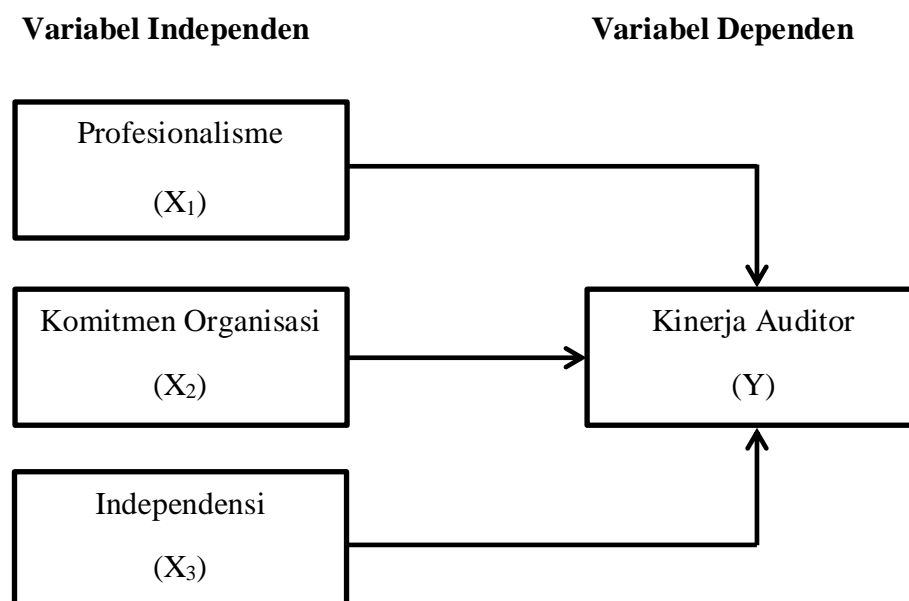 Variabel Independen
Variabel Dependen
Profesionalisme
(X₁)
Komitmen Organisasi
(X₂)
Kinerja Auditor
(Y)
Independensi
(X₃)